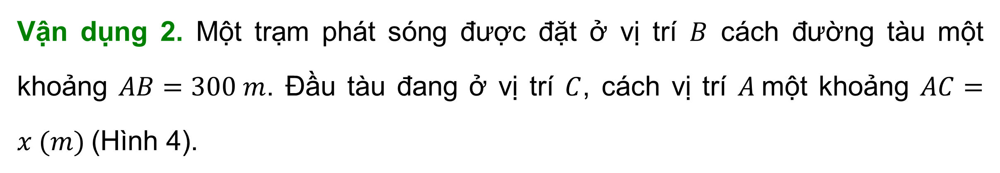 Vận dụng 2. Một trạm phát sóng được đặt ở vị trí B cách đường tàu một
khoảng AB = 300 m. Đầu tàu đang ở vị trí C, cách vị trí A một khoảng AC =
x (m) (Hình 4).